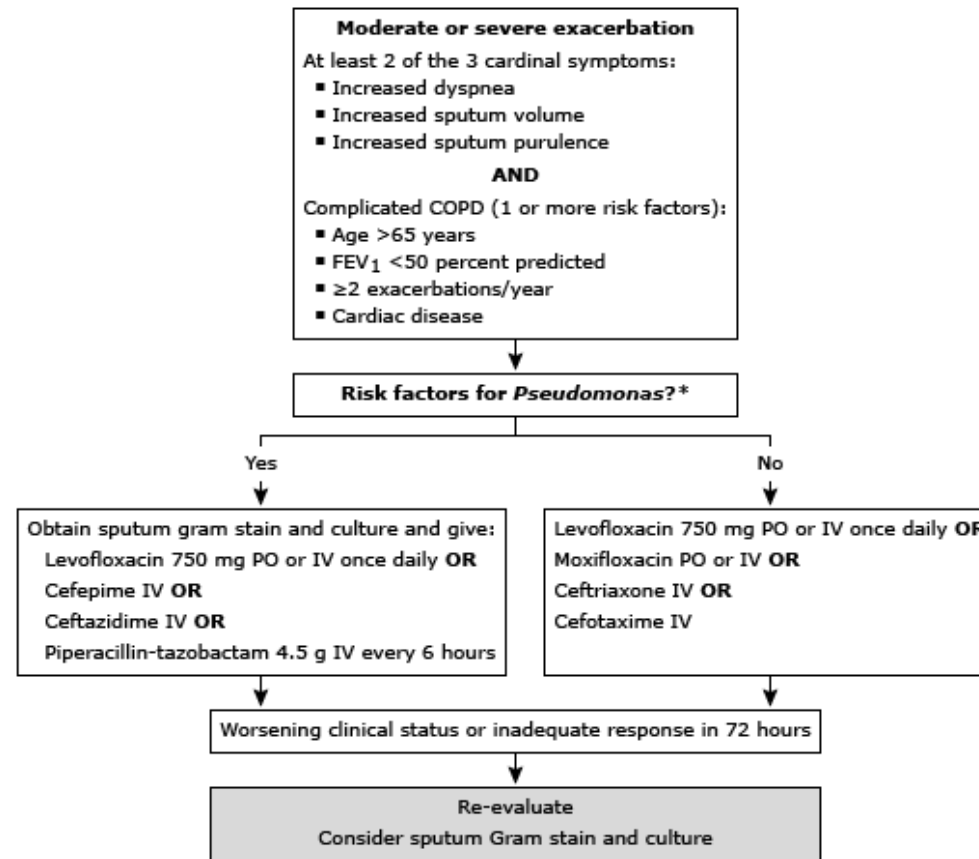 Moderate or severe exacerbation
At least 2 of the 3 cardinal symptoms:
▪ Increased dyspnea
▪ Increased sputum volume
▪ Increased sputum purulence
AND
Complicated COPD (1 or more risk factors):
▪ Age >65 years
▪ FEV₁ <50 percent predicted
▪ ≥2 exacerbations/year
▪ Cardiac disease
Risk factors for Pseudomonas?*
Yes
No
Obtain sputum gram stain and culture and give:
Levofloxacin 750 mg PO or IV once daily OR
Cefepime IV OR
Ceftazidime IV OR
Piperacillin-tazobactam 4.5 g IV every 6 hours
Levofloxacin 750 mg PO or IV once daily OR
Moxifloxacin PO or IV OR
Ceftriaxone IV OR
Cefotaxime IV
Worsening clinical status or inadequate response in 72 hours
Re-evaluate
Consider sputum Gram stain and culture